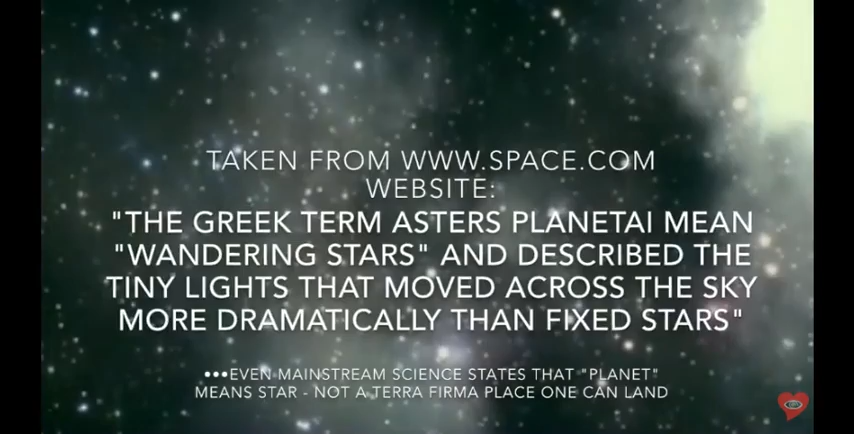 TAKEN FROM WWW.SPACE.COM
WEBSITE:
"THE GREEK TERM ASTERS PLANETAI MEAN
"WANDERING STARS" AND DESCRIBED THE
TINY LIGHTS THAT MOVED ACROSS THE SKY
MORE DRAMATICALLY THAN FIXED STARS"
•••EVEN MAINSTREAM SCIENCE STATES THAT "PLANET"
MEANS STAR - NOT A TERRA FIRMA PLACE ONE CAN LAND